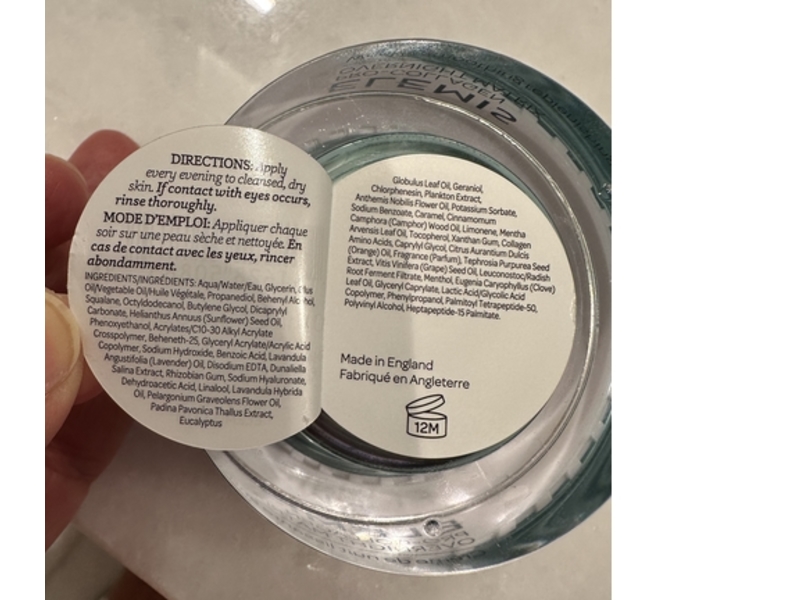 ELEMIS
PRO-COLLAGEN
OVERNIGHT MATRIX
DIRECTIONS: Apply
every evening to cleansed, dry
skin. If contact with eyes occurs,
rinse thoroughly.
MODE D'EMPLOI: Appliquer chaque
soir sur une peau sèche et nettoyée. En
cas de contact avec les yeux, rincer
abondamment.
INGREDIENTS/INGRÉDIENTS: Aqua/Water/Eau, Glycerin,
Oil/Vegetable Oil/Huile Végétale, Propanediol, Behenyl Alcohol,
Squalane, Octyldodecanol, Butylene Glycol, Dicaprylyl
Carbonate, Helianthus Annuus (Sunflower) Seed Oil,
Phenoxyethanol, Acrylates/C10-30 Alkyl Acrylate
Crosspolymer, Beheneth-25, Glyceryl Acrylate/Acrylic Acid
Copolymer, Sodium Hydroxide, Benzoic Acid, Lavandula
Angustifolia (Lavender) Oil, Disodium EDTA, Dunaliella
Salina Extract, Rhizobian Gum, Sodium Hyaluronate,
Dehydroacetic Acid, Linalool, Lavandula Hybrida
Oil, Pelargonium Graveolens Flower Oil,
Padina Pavonica Thallus Extract,
Eucalyptus
Globulus Leaf Oil, Geraniol,
Chlorphenesin, Plankton Extract,
Anthemis Nobilis Flower Oil, Potassium Sorbate,
Sodium Benzoate, Caramel, Cinnamomum
Camphora (Camphor) Wood Oil, Limonene, Mentha
Arvensis Leaf Oil, Tocopherol, Xanthan Gum, Collagen
Amino Acids, Caprylyl Glycol, Citrus Aurantium Dulcis
(Orange) Oil, Fragrance (Parfum), Tephrosia Purpurea Seed
Extract, Vitis Vinifera (Grape) Seed Oil, Leuconostoc/Radish
Root Ferment Filtrate, Menthol, Eugenia Caryophyllus (Clove)
Leaf Oil, Glyceryl Caprylate, Lactic Acid/Glycolic Acid
Copolymer, Phenylpropanol, Palmitoyl Tetrapeptide-50,
Polyvinyl Alcohol, Heptapeptide-15 Palmitate.
Made in England
Fabriqué en Angleterre
12M